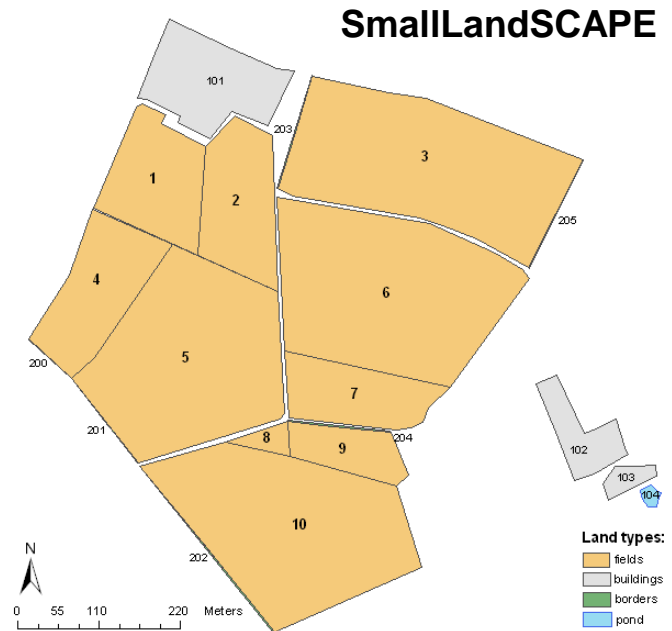 SmallLandSCAPE
101
203
3
1
2
205
4
6
5
200
7
201
8
9
204
102
103
104
10
202
N
0 55 110 220 Meters
Land types:
fields
buildings
borders
pond